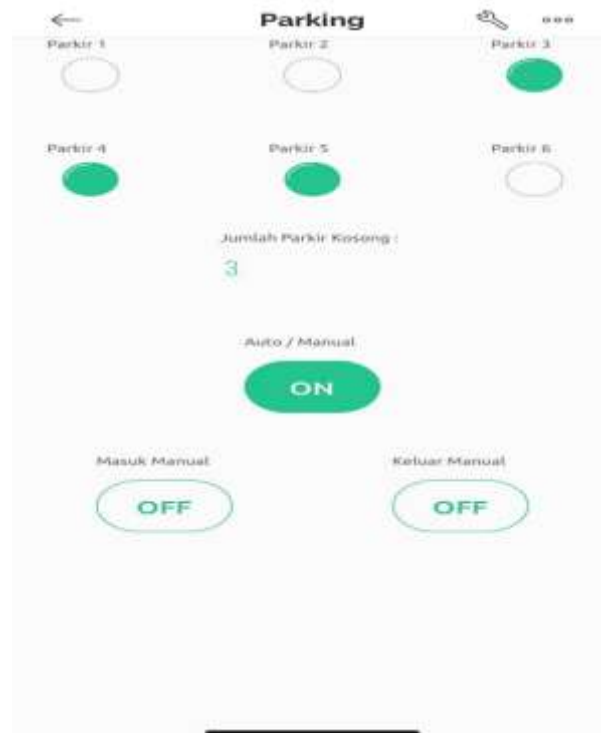 Parking
Parkir 1 Parkir 2 Parkir 3
Parkir 4 Parkir 5 Parkir 6
Jumlah Parkir Kosong :
3
Auto / Manual
ON
Masuk Manual Keluar Manual
OFF OFF